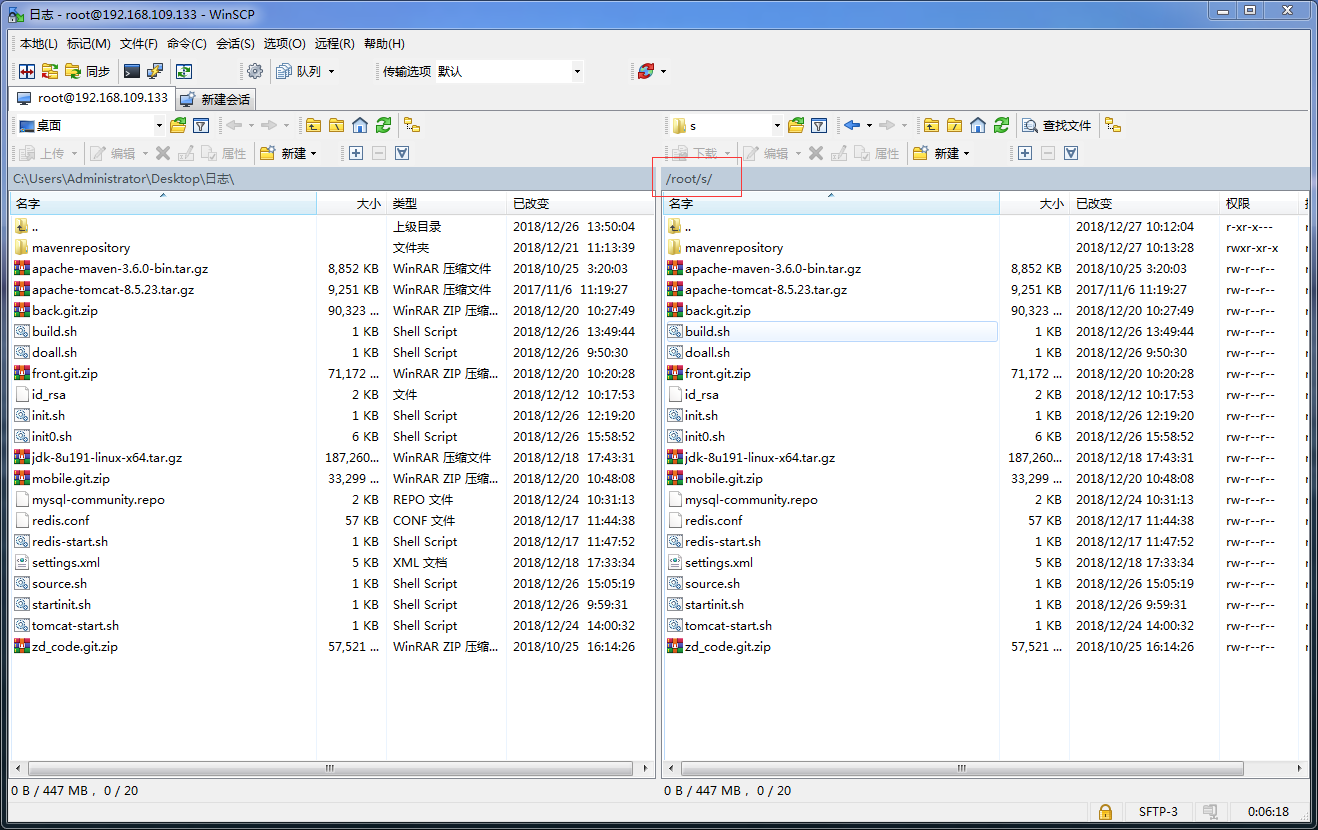 日志 - root@192.168.109.133 - WinSCP
本地(L) 标记(M) 文件(F) 命令(C) 会话(S) 选项(O) 远程(R) 帮助(H)
同步 队列 传输选项 默认
root@192.168.109.133 新建会话
桌面 s 查找文件
上传 编辑 属性 新建 下载 编辑 属性 新建
C:\Users\Administrator\Desktop\日志\ /root/s/
名字 大小 类型 已改变 名字 大小 已改变 权限
.. 上级目录 2018/12/26 13:50:04 .. 2018/12/27 10:12:04 r-xr-x---
mavenrepository 文件夹 2018/12/21 11:13:39 mavenrepository 2018/12/27 10:13:28 rwxr-xr-x
apache-maven-3.6.0-bin.tar.gz 8,852 KB WinRAR 压缩文件 2018/10/25 3:20:03 apache-maven-3.6.0-bin.tar.gz 8,852 KB 2018/10/25 3:20:03 rw-r--r--
apache-tomcat-8.5.23.tar.gz 9,251 KB WinRAR 压缩文件 2017/11/6 11:19:27 apache-tomcat-8.5.23.tar.gz 9,251 KB 2017/11/6 11:19:27 rw-r--r--
back.git.zip 90,323 ... WinRAR ZIP 压缩... 2018/12/20 10:27:49 back.git.zip 90,323 ... 2018/12/20 10:27:49 rw-r--r--
build.sh 1 KB Shell Script 2018/12/26 13:49:44 build.sh 1 KB 2018/12/26 13:49:44 rw-r--r--
doall.sh 1 KB Shell Script 2018/12/26 9:50:30 doall.sh 1 KB 2018/12/26 9:50:30 rw-r--r--
front.git.zip 71,172 ... WinRAR ZIP 压缩... 2018/12/20 10:20:28 front.git.zip 71,172 ... 2018/12/20 10:20:28 rw-r--r--
id_rsa 2 KB 文件 2018/12/12 10:17:53 id_rsa 2 KB 2018/12/12 10:17:53 rw-r--r--
init.sh 1 KB Shell Script 2018/12/26 12:19:20 init.sh 1 KB 2018/12/26 12:19:20 rw-r--r--
init0.sh 6 KB Shell Script 2018/12/26 15:58:52 init0.sh 6 KB 2018/12/26 15:58:52 rw-r--r--
jdk-8u191-linux-x64.tar.gz 187,260... WinRAR 压缩文件 2018/12/18 17:43:31 jdk-8u191-linux-x64.tar.gz 187,260... 2018/12/18 17:43:31 rw-r--r--
mobile.git.zip 33,299 ... WinRAR ZIP 压缩... 2018/12/20 10:48:08 mobile.git.zip 33,299 ... 2018/12/20 10:48:08 rw-r--r--
mysql-community.repo 2 KB REPO 文件 2018/12/24 10:31:13 mysql-community.repo 2 KB 2018/12/24 10:31:13 rw-r--r--
redis.conf 57 KB CONF 文件 2018/12/17 11:44:38 redis.conf 57 KB 2018/12/17 11:44:38 rw-r--r--
redis-start.sh 1 KB Shell Script 2018/12/17 11:47:52 redis-start.sh 1 KB 2018/12/17 11:47:52 rw-r--r--
settings.xml 5 KB XML 文档 2018/12/18 17:33:34 settings.xml 5 KB 2018/12/18 17:33:34 rw-r--r--
source.sh 1 KB Shell Script 2018/12/26 15:05:19 source.sh 1 KB 2018/12/26 15:05:19 rw-r--r--
startinit.sh 1 KB Shell Script 2018/12/26 9:59:31 startinit.sh 1 KB 2018/12/26 9:59:31 rw-r--r--
tomcat-start.sh 1 KB Shell Script 2018/12/24 14:00:32 tomcat-start.sh 1 KB 2018/12/24 14:00:32 rw-r--r--
zd_code.git.zip 57,521 ... WinRAR ZIP 压缩... 2018/10/25 16:14:26 zd_code.git.zip 57,521 ... 2018/10/25 16:14:26 rw-r--r--
0 B / 447 MB , 0 / 20 0 B / 447 MB , 0 / 20
SFTP-3 0:06:18